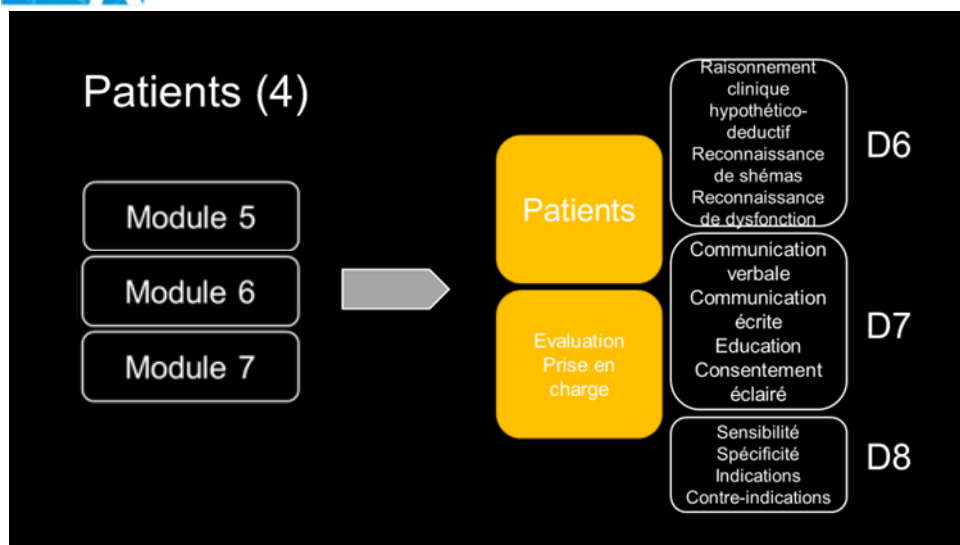 Patients (4)
Module 5
Module 6
Module 7
Patients
Evaluation
Prise en
charge
Raisonnement
clinique
hypothético-
deductif
Reconnaissance
de shémas
Reconnaissance
de dysfonction
D6
Communication
verbale
Communication
écrite
Education
Consentement
éclairé
D7
Sensibilité
Spécificité
Indications
Contre-indications
D8